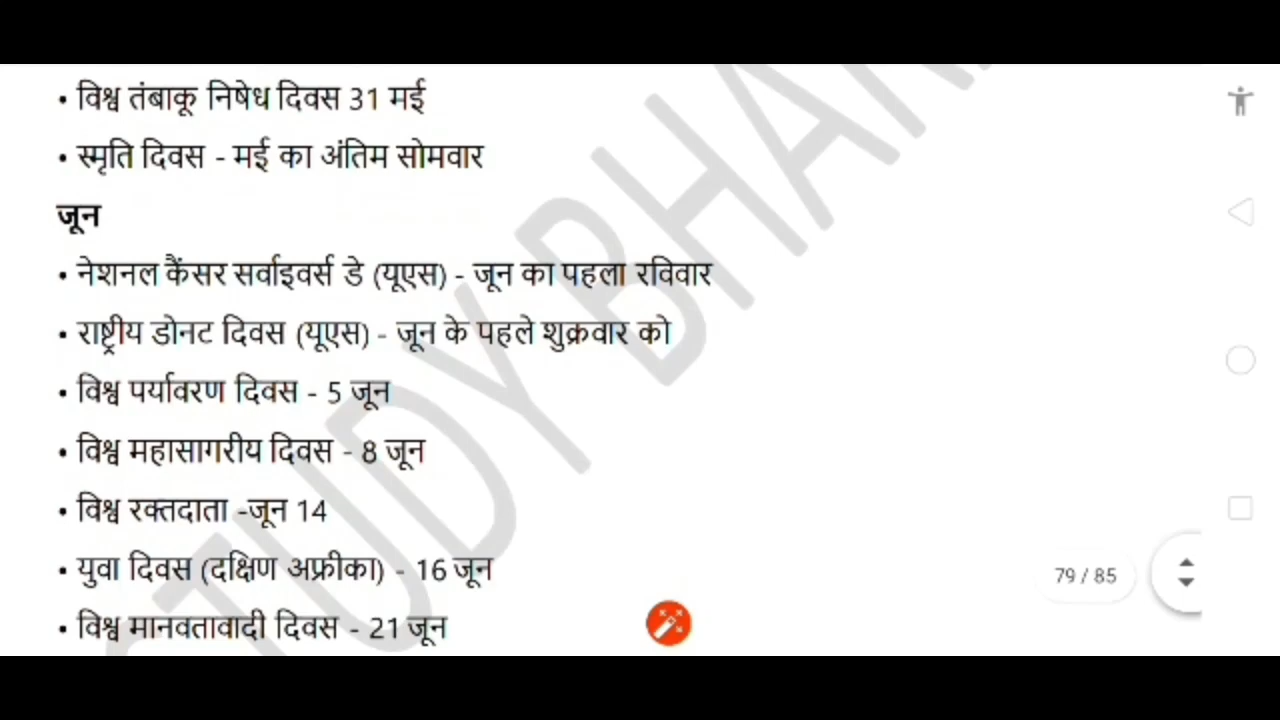 • विश्व तंबाकू निषेध दिवस 31 मई
• स्मृति दिवस - मई का अंतिम सोमवार
जून
• नेशनल कैंसर सर्वाइवर्स डे (यूएस) - जून का पहला रविवार
• राष्ट्रीय डोनट दिवस (यूएस) - जून के पहले शुक्रवार को
• विश्व पर्यावरण दिवस - 5 जून
• विश्व महासागरीय दिवस - 8 जून
• विश्व रक्तदाता -जून 14
• युवा दिवस (दक्षिण अफ्रीका) - 16 जून
79 / 85
• विश्व मानवतावादी दिवस - 21 जून